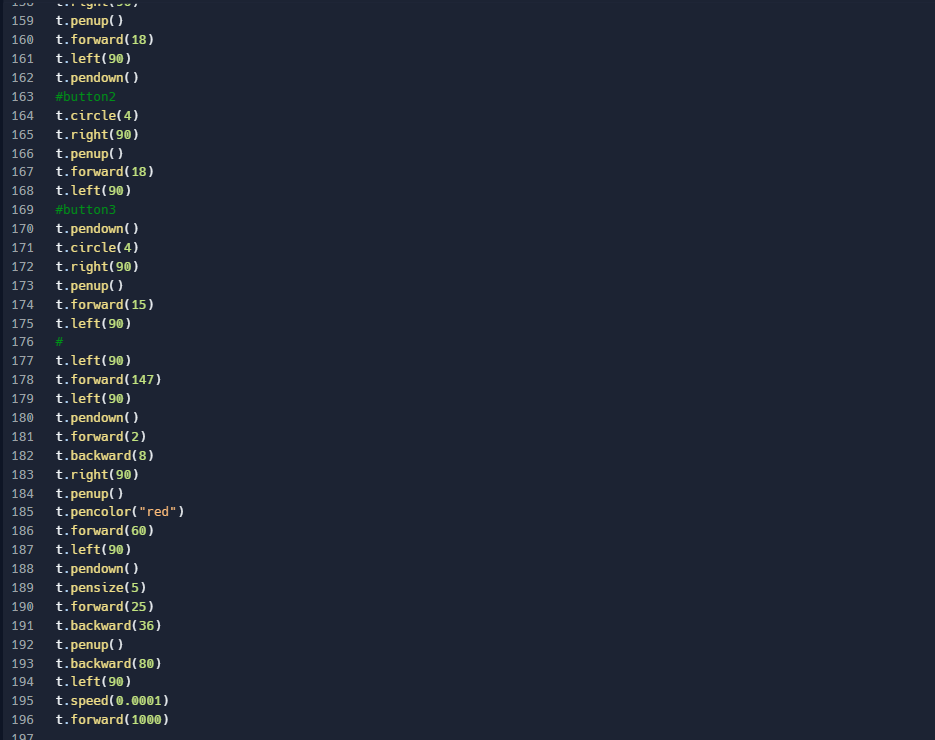 158 t.right(90)
159 t.penup()
160 t.forward(18)
161 t.left(90)
162 t.pendown()
163 #button2
164 t.circle(4)
165 t.right(90)
166 t.penup()
167 t.forward(18)
168 t.left(90)
169 #button3
170 t.pendown()
171 t.circle(4)
172 t.right(90)
173 t.penup()
174 t.forward(15)
175 t.left(90)
176 #
177 t.left(90)
178 t.forward(147)
179 t.left(90)
180 t.pendown()
181 t.forward(2)
182 t.backward(8)
183 t.right(90)
184 t.penup()
185 t.pencolor("red")
186 t.forward(60)
187 t.left(90)
188 t.pendown()
189 t.pensize(5)
190 t.forward(25)
191 t.backward(36)
192 t.penup()
193 t.backward(80)
194 t.left(90)
195 t.speed(0.0001)
196 t.forward(1000)
197